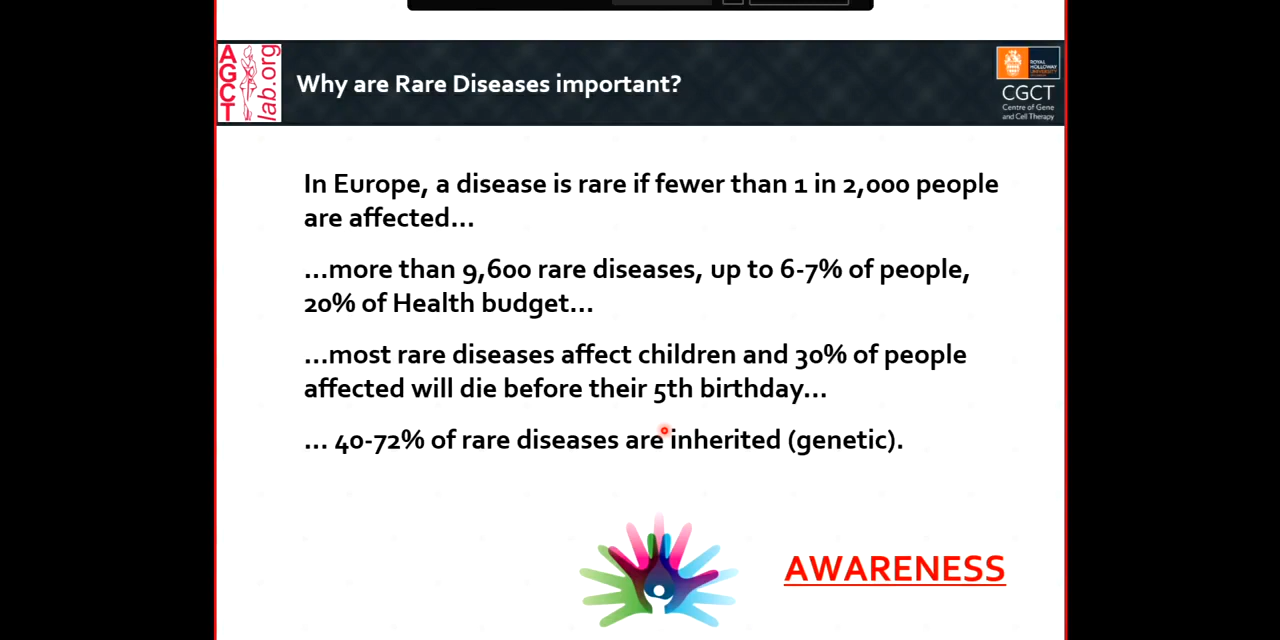 AGCT
lab.org
Why are Rare Diseases important?
ROYAL
HOLLOWAY
UNIVERSITY
CGCT
Centre of Gene
and Cell Therapy
In Europe, a disease is rare if fewer than 1 in 2,000 people
are affected...
...more than 9,600 rare diseases, up to 6-7% of people,
20% of Health budget...
...most rare diseases affect children and 30% of people
affected will die before their 5th birthday...
... 40-72% of rare diseases are inherited (genetic).
AWARENESS